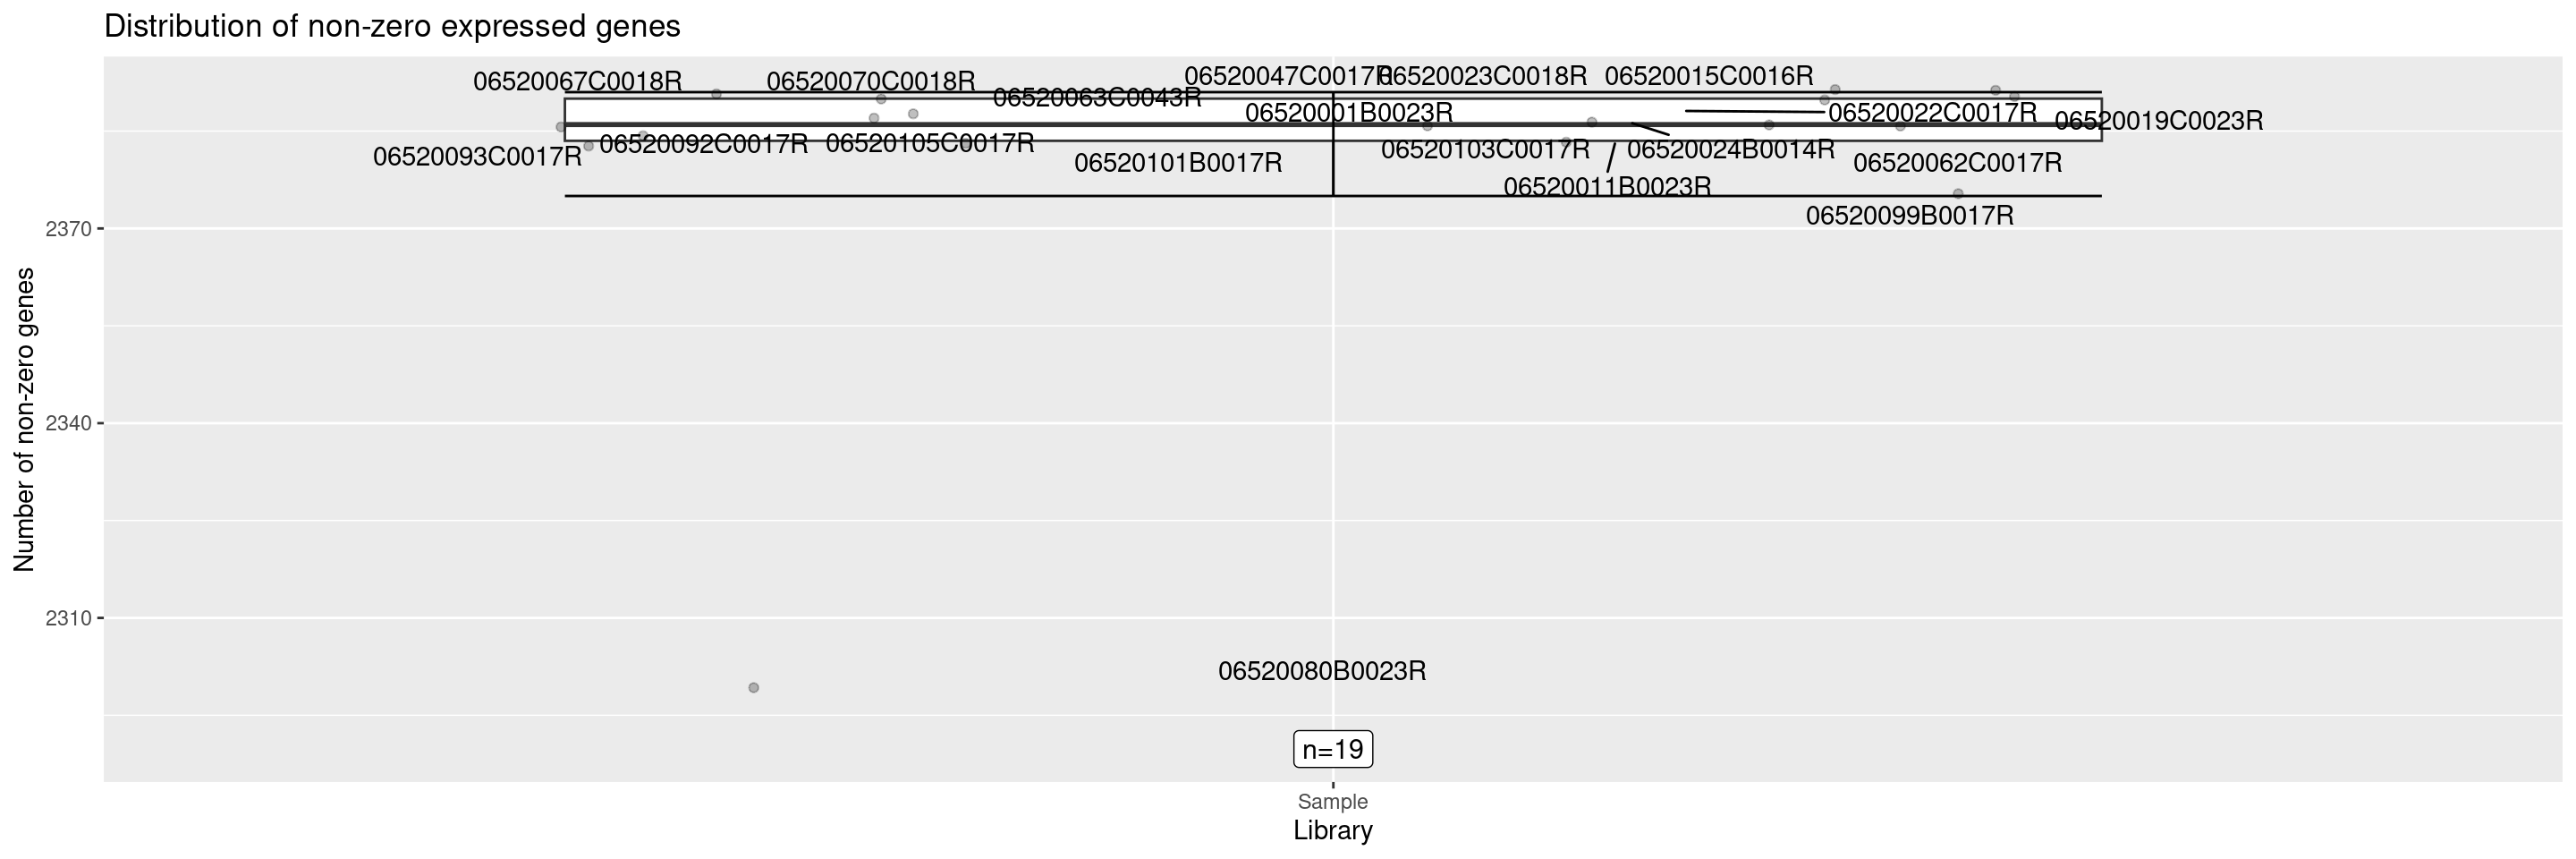 Distribution of non-zero expressed genes
06520067C0018R
06520070C0018R
06520047C0017R
06520023C0018R
06520015C0016R
06520063C0043R
06520001B0023R
06520022C0017R
06520019C0023R
06520093C0017R
06520092C0017R
06520105C0017R
06520101B0017R
06520103C0017R
06520024B0014R
06520062C0017R
06520011B0023R
06520099B0017R
2370
2340
2310
06520080B0023R
n=19
Number of non-zero genes
Sample
Library